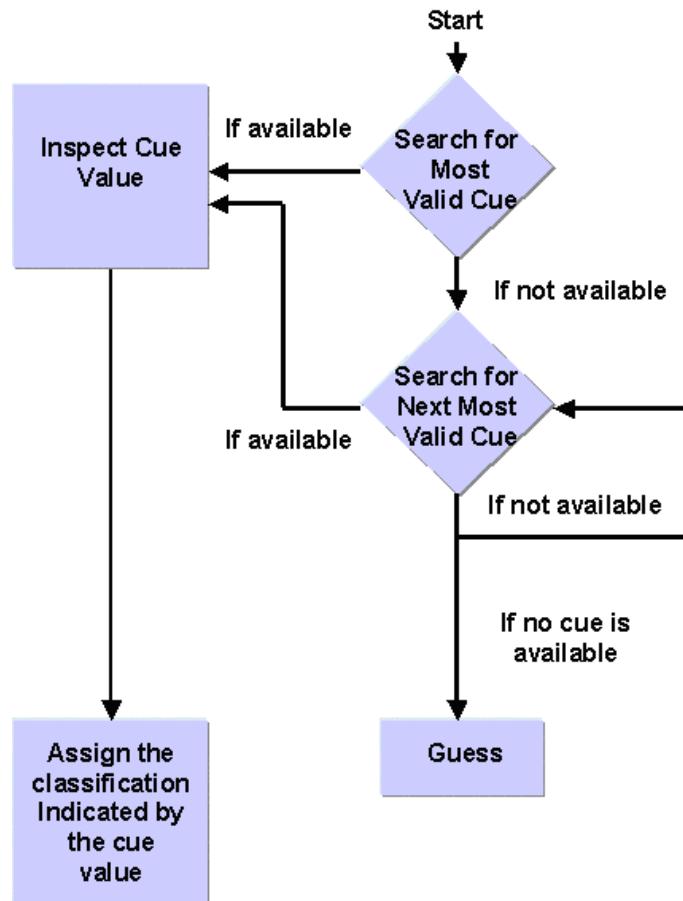 Start
If available
Search for
Most
Valid Cue
Inspect Cue
Value
If not available
Search for
Next Most
Valid Cue
If available
If not available
If no cue is
available
Guess
Assign the
classification
Indicated by
the cue
value